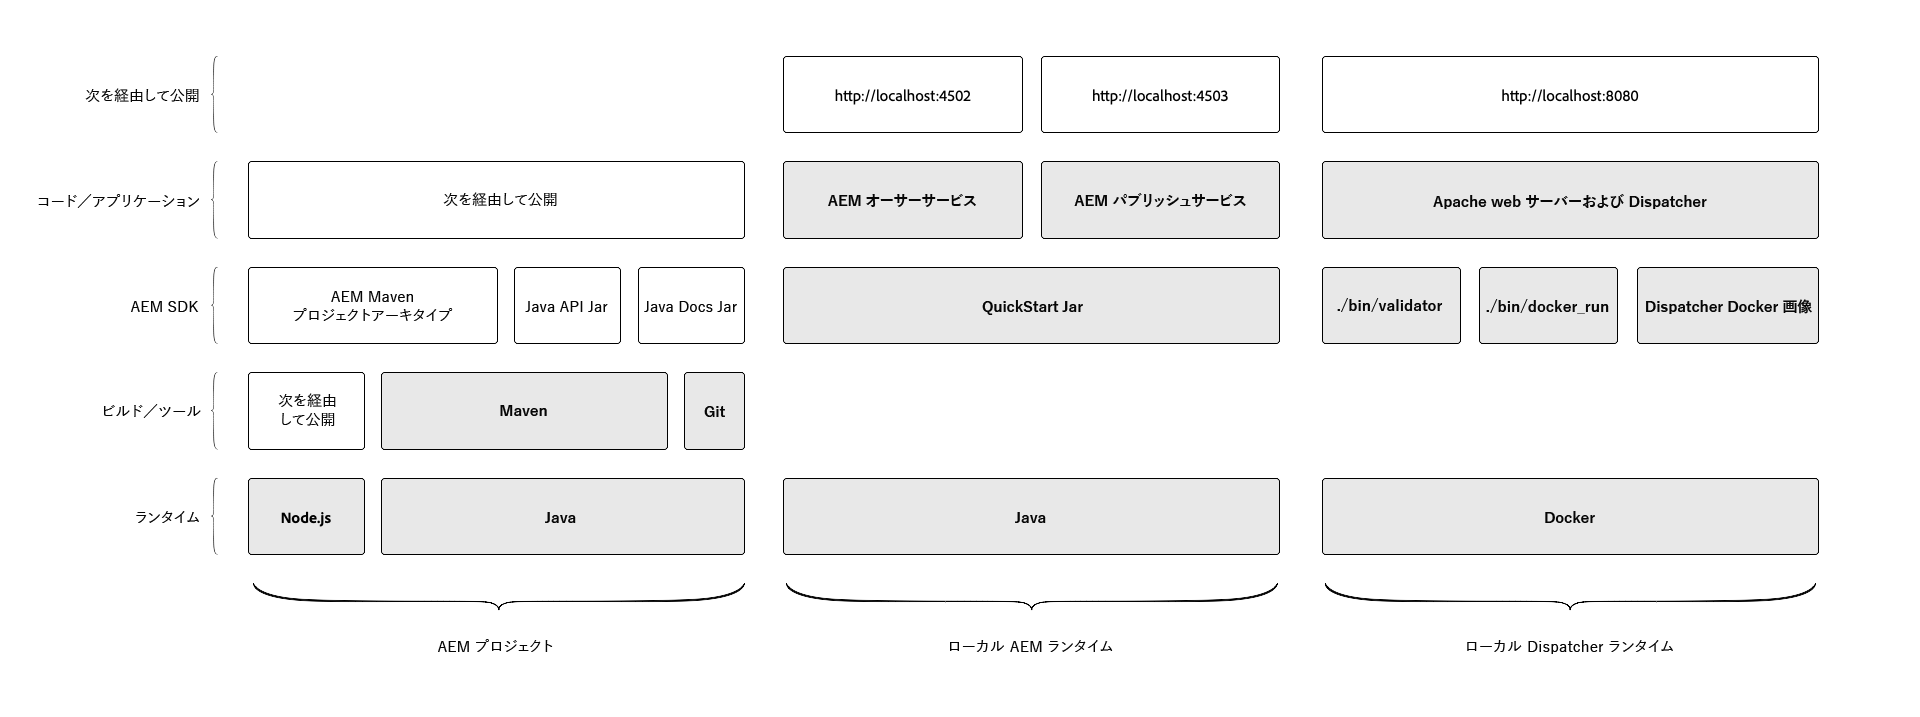 次を経由して公開
http://localhost:4502
http://localhost:4503
http://localhost:8080
コード／アプリケーション
次を経由して公開
AEM オーサーサービス
AEM パブリッシュサービス
Apache web サーバーおよび Dispatcher
AEM SDK
AEM Maven
プロジェクトアーキタイプ
Java API Jar
Java Docs Jar
QuickStart Jar
./bin/validator
./bin/docker_run
Dispatcher Docker 画像
ビルド／ツール
次を経由
して公開
Maven
Git
ランタイム
Node.js
Java
Java
Docker
AEM プロジェクト
ローカル AEM ランタイム
ローカル Dispatcher ランタイム